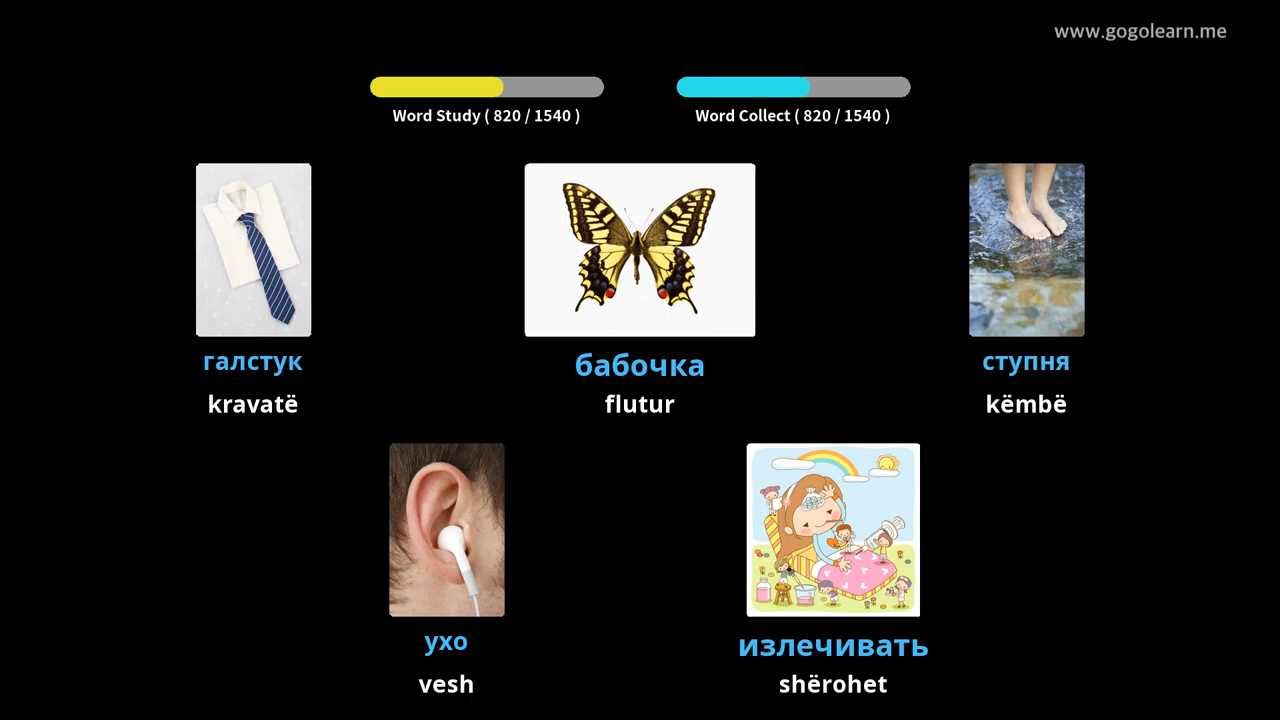 www.gogolearn.me
Word Study ( 820 / 1540 )
Word Collect ( 820 / 1540 )
галстук
kravatë
бабочка
flutur
ступня
këmbë
ухо
vesh
излечивать
shërohet